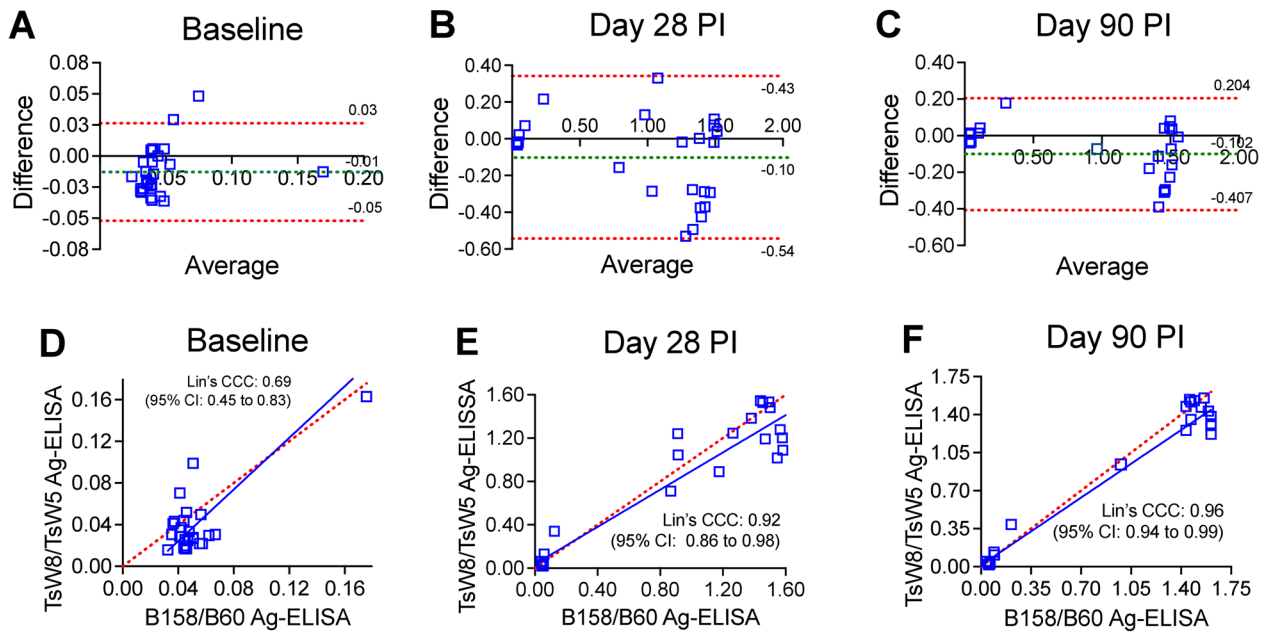 A
Baseline
0.08
0.05
0.03
0.00
-0.03
-0.05
-0.08
Difference
0.03
-0.01
-0.05
0.05
0.10
0.15
0.20
Average
B
Day 28 PI
0.40
0.20
0.00
-0.20
-0.40
-0.60
Difference
-0.43
-0.10
-0.54
0.50
1.00
1.50
2.00
Average
C
Day 90 PI
0.40
0.20
0.00
-0.20
-0.40
-0.60
Difference
0.204
-0.102
-0.407
0.50
1.00
1.50
2.00
Average
D
Baseline
Lin's CCC: 0.69
(95% CI: 0.45 to 0.83)
0.16
0.12
0.08
0.04
0.00
TsW8/TsW5 Ag-ELISA
0.00
0.04
0.08
0.12
0.16
B158/B60 Ag-ELISA
E
Day 28 PI
1.60
1.20
0.80
0.40
0.00
TsW8/TsW5 Ag-ELISSA
Lin's CCC: 0.92
(95% CI: 0.86 to 0.98)
0.00
0.40
0.80
1.20
1.60
B158/B60 Ag-ELISA
F
Day 90 PI
1.75
1.40
1.05
0.70
0.35
0.00
TsW8/TsW5 Ag-ELISA
Lin's CCC: 0.96
(95% CI: 0.94 to 0.99)
0.00
0.35
0.70
1.05
1.40
1.75
B158/B60 Ag-ELISA